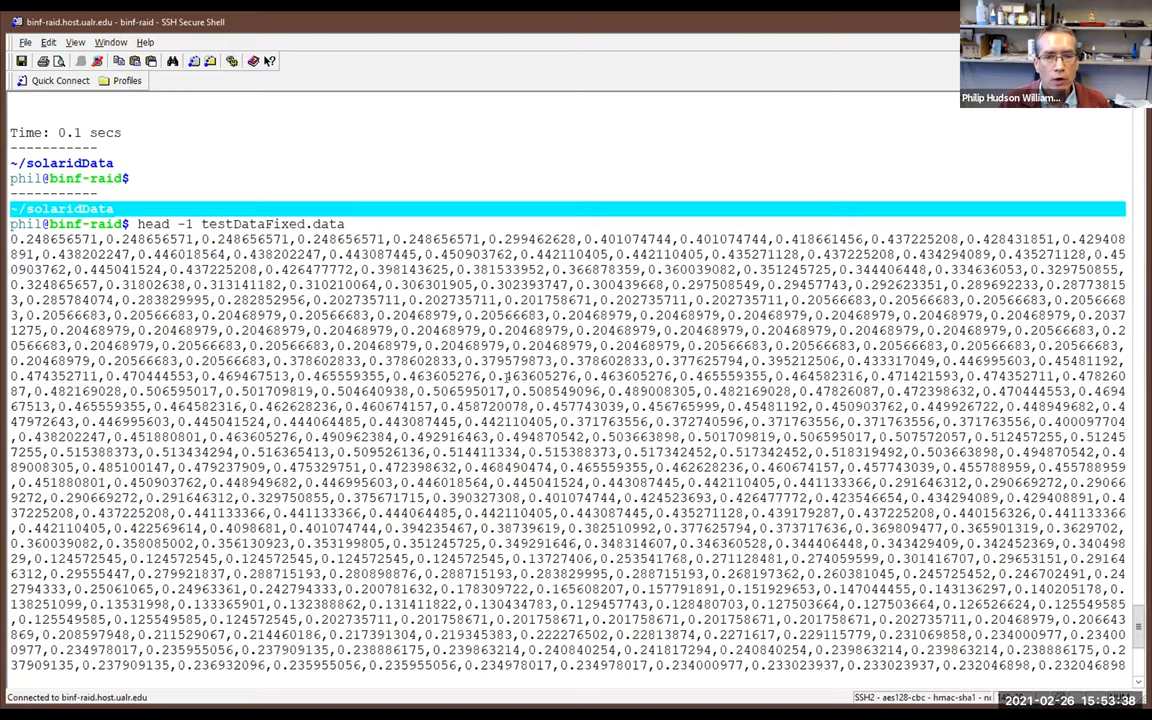 binf-raid.host.ualr.edu - binf-raid - SSH Secure Shell
File Edit View Window Help
Quick Connect Profiles
Philip Hudson William...
Time: 0.1 secs
-----------
~/solaridData
phil@binf-raid$
-----------
~/solaridData
phil@binf-raid$ head -1 testDataFixed.data
0.248656571,0.248656571,0.248656571,0.248656571,0.248656571,0.299462628,0.401074744,0.401074744,0.418661456,0.437225208,0.428431851,0.429408
891,0.438202247,0.446018564,0.438202247,0.443087445,0.450903762,0.442110405,0.442110405,0.435271128,0.437225208,0.434294089,0.435271128,0.45
0903762,0.445041524,0.437225208,0.426477772,0.398143625,0.381533952,0.366878359,0.360039082,0.351245725,0.344406448,0.334636053,0.329750855,
0.324865657,0.31802638,0.313141182,0.310210064,0.306301905,0.302393747,0.300439668,0.297508549,0.29457743,0.292623351,0.289692233,0.28773815
3,0.285784074,0.283829995,0.282852956,0.202735711,0.202735711,0.201758671,0.202735711,0.202735711,0.20566683,0.20566683,0.20566683,0.2056668
3,0.20566683,0.20566683,0.20468979,0.20566683,0.20468979,0.20566683,0.20468979,0.20468979,0.20468979,0.20468979,0.20468979,0.20468979,0.2037
1275,0.20468979,0.20468979,0.20468979,0.20468979,0.20468979,0.20468979,0.20468979,0.20468979,0.20468979,0.20468979,0.20468979,0.20566683,0.2
0566683,0.20566683,0.20468979,0.20566683,0.20566683,0.20566683,0.20566683,0.20566683,0.20468979,0.20468979,0.20468979,0.20566683,0.20468979
,0.20468979,0.20566683,0.20566683,0.378602833,0.378602833,0.379579873,0.378602833,0.377625794,0.395212506,0.433317049,0.446995603,0.45481192,
0.474352711,0.470444553,0.469467513,0.465559355,0.463605276,0.463605276,0.463605276,0.465559355,0.464582316,0.471421593,0.474352711,0.47826
087,0.482169028,0.506595017,0.501709819,0.504640938,0.506595017,0.508549096,0.489008305,0.482169028,0.47826087,0.472398632,0.470444553,0.4694
67513,0.465559355,0.464582316,0.462628236,0.460674157,0.458720078,0.457743039,0.456765999,0.45481192,0.450903762,0.449926722,0.448949682,0.4
47972643,0.446995603,0.445041524,0.444064485,0.443087445,0.442110405,0.371763556,0.372740596,0.371763556,0.371763556,0.371763556,0.400097704
,0.438202247,0.451880801,0.463605276,0.490962384,0.492916463,0.494870542,0.503663898,0.501709819,0.506595017,0.507572057,0.512457255,0.51245
7255,0.515388373,0.513434294,0.516365413,0.509526136,0.514411334,0.515388373,0.517342452,0.517342452,0.518319492,0.503663898,0.494870542,0.4
89008305,0.485100147,0.479237909,0.475329751,0.472398632,0.468490474,0.465559355,0.462628236,0.460674157,0.457743039,0.455788959,0.455788959
,0.451880801,0.450903762,0.448949682,0.446995603,0.446018564,0.445041524,0.443087445,0.442110405,0.441133366,0.291646312,0.290669272,0.29066
9272,0.290669272,0.291646312,0.329750855,0.375671715,0.390327308,0.401074744,0.424523693,0.426477772,0.423546654,0.434294089,0.429408891,0.4
37225208,0.437225208,0.441133366,0.444064485,0.442110405,0.443087445,0.435271128,0.439179287,0.437225208,0.440156326,0.441133366,0.441133366
,0.442110405,0.422569614,0.4098681,0.401074744,0.394235467,0.38739619,0.382510992,0.377625794,0.373717636,0.369809477,0.365901319,0.3629702,
0.360039082,0.358085002,0.356130923,0.353199805,0.351245725,0.349291646,0.348314607,0.346360528,0.344406448,0.343429409,0.342452369,0.340498
29,0.124572545,0.124572545,0.124572545,0.124572545,0.124572545,0.13727406,0.253541768,0.271128481,0.274059599,0.301416707,0.29653151,0.29164
6312,0.29555447,0.279921837,0.288715193,0.280898876,0.288715193,0.283829995,0.288715193,0.268197362,0.260381045,0.245725452,0.246702491,0.24
2794333,0.25061065,0.24963361,0.242794333,0.200781632,0.178309722,0.165608207,0.157791891,0.151929653,0.147044455,0.143136297,0.140205178,0.
138251099,0.13531998,0.133365901,0.132388862,0.131411822,0.130434783,0.129457743,0.128480703,0.127503664,0.127503664,0.126526624,0.125549585
,0.125549585,0.125549585,0.124572545,0.202735711,0.201758671,0.201758671,0.201758671,0.201758671,0.201758671,0.202735711,0.20468979,0.206643
869,0.208597948,0.211529067,0.214460186,0.217391304,0.219345383,0.222276502,0.22813874,0.2271617,0.229115779,0.231069858,0.234000977,0.23400
0977,0.234978017,0.235955056,0.237909135,0.238886175,0.239863214,0.240840254,0.241817294,0.240840254,0.239863214,0.239863214,0.238886175,0.2
37909135,0.237909135,0.236932096,0.235955056,0.235955056,0.234978017,0.234978017,0.234000977,0.233023937,0.233023937,0.232046898,0.232046898
Connected to binf-raid.host.ualr.edu
SSH2 - aes128-cbc - hmac-sha1 - n
2021-02-26 15:53:38